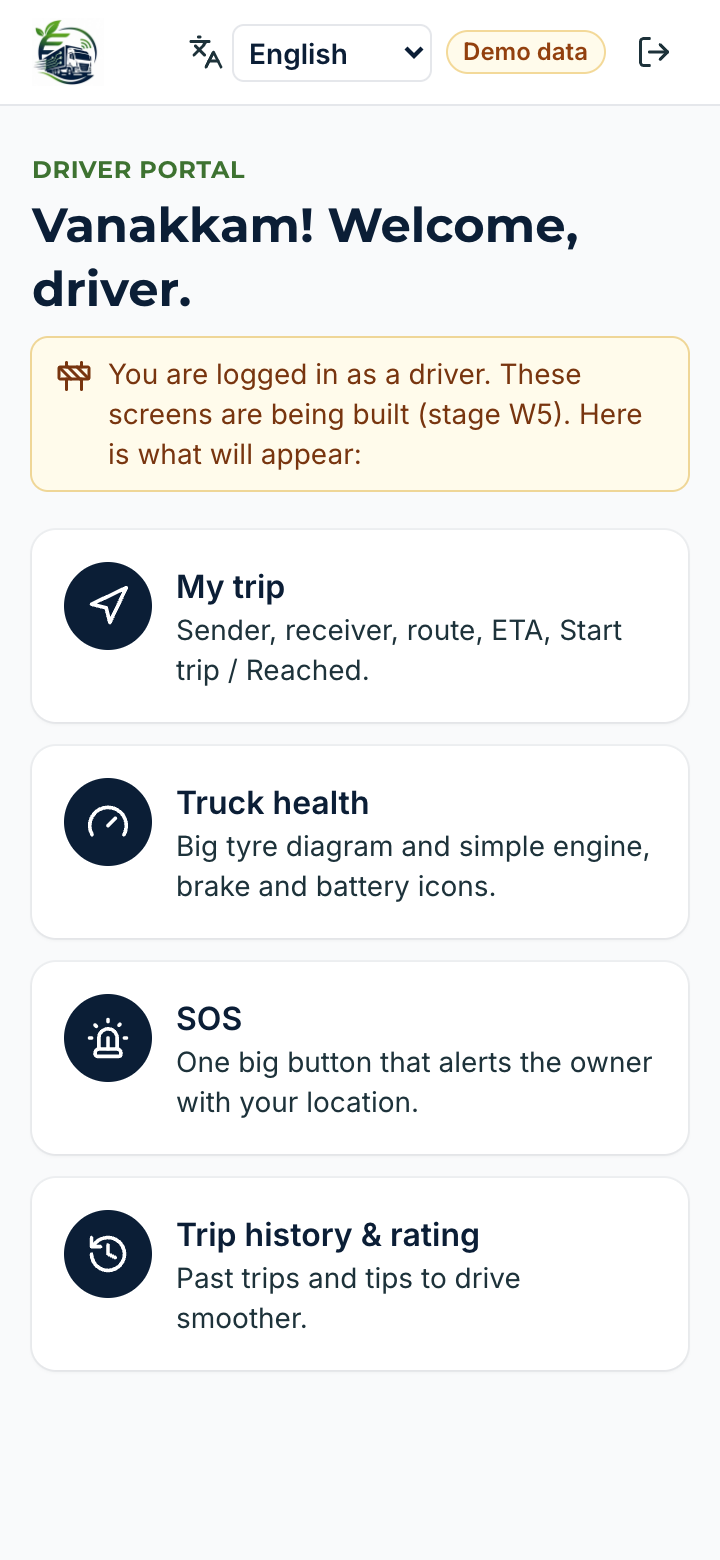 English
Demo data
DRIVER PORTAL
Vanakkam! Welcome,
driver.
You are logged in as a driver. These
screens are being built (stage W5). Here
is what will appear:
My trip
Sender, receiver, route, ETA, Start
trip / Reached.
Truck health
Big tyre diagram and simple engine,
brake and battery icons.
SOS
One big button that alerts the owner
with your location.
Trip history & rating
Past trips and tips to drive
smoother.